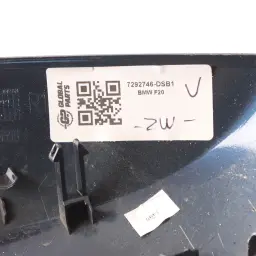 GLOBAL
PARTS
7292746-DSB1
BMW F20
V
-ZW-